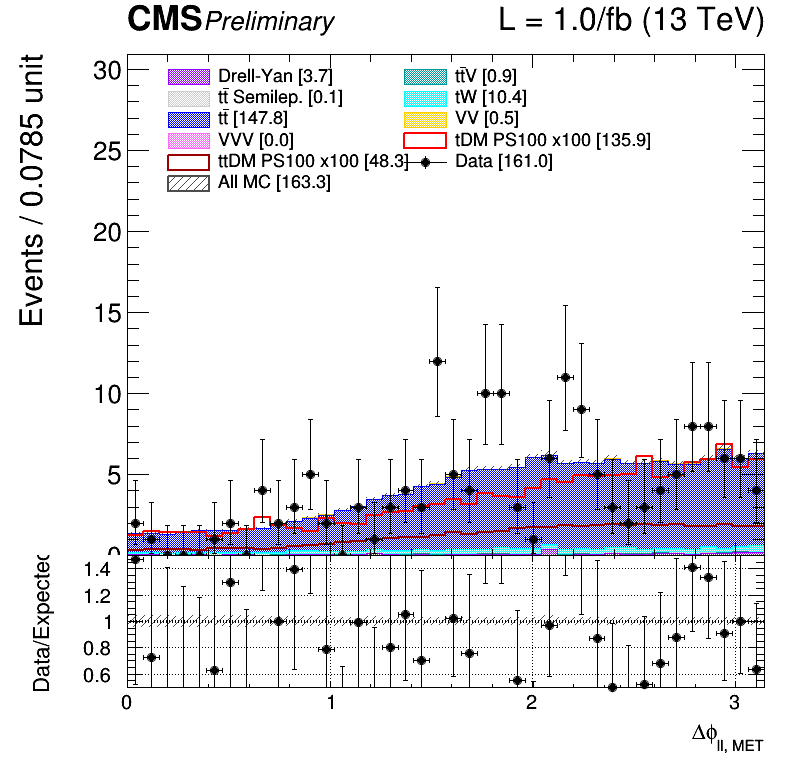 CMS Preliminary L = 1.0/fb (13 TeV)
Events / 0.0785 unit
30
25
20
15
10
5
0
Drell-Yan [3.7]
tt̄V [0.9]
tt̄ Semilep. [0.1]
tW [10.4]
tt̄ [147.8]
VV [0.5]
VVV [0.0]
tDM PS100 x100 [135.9]
ttDM PS100 x100 [48.3]
Data [161.0]
All MC [163.3]
Data/Expected
1.4
1.2
1
0.8
0.6
0 1 2 3
Δϕll, MET